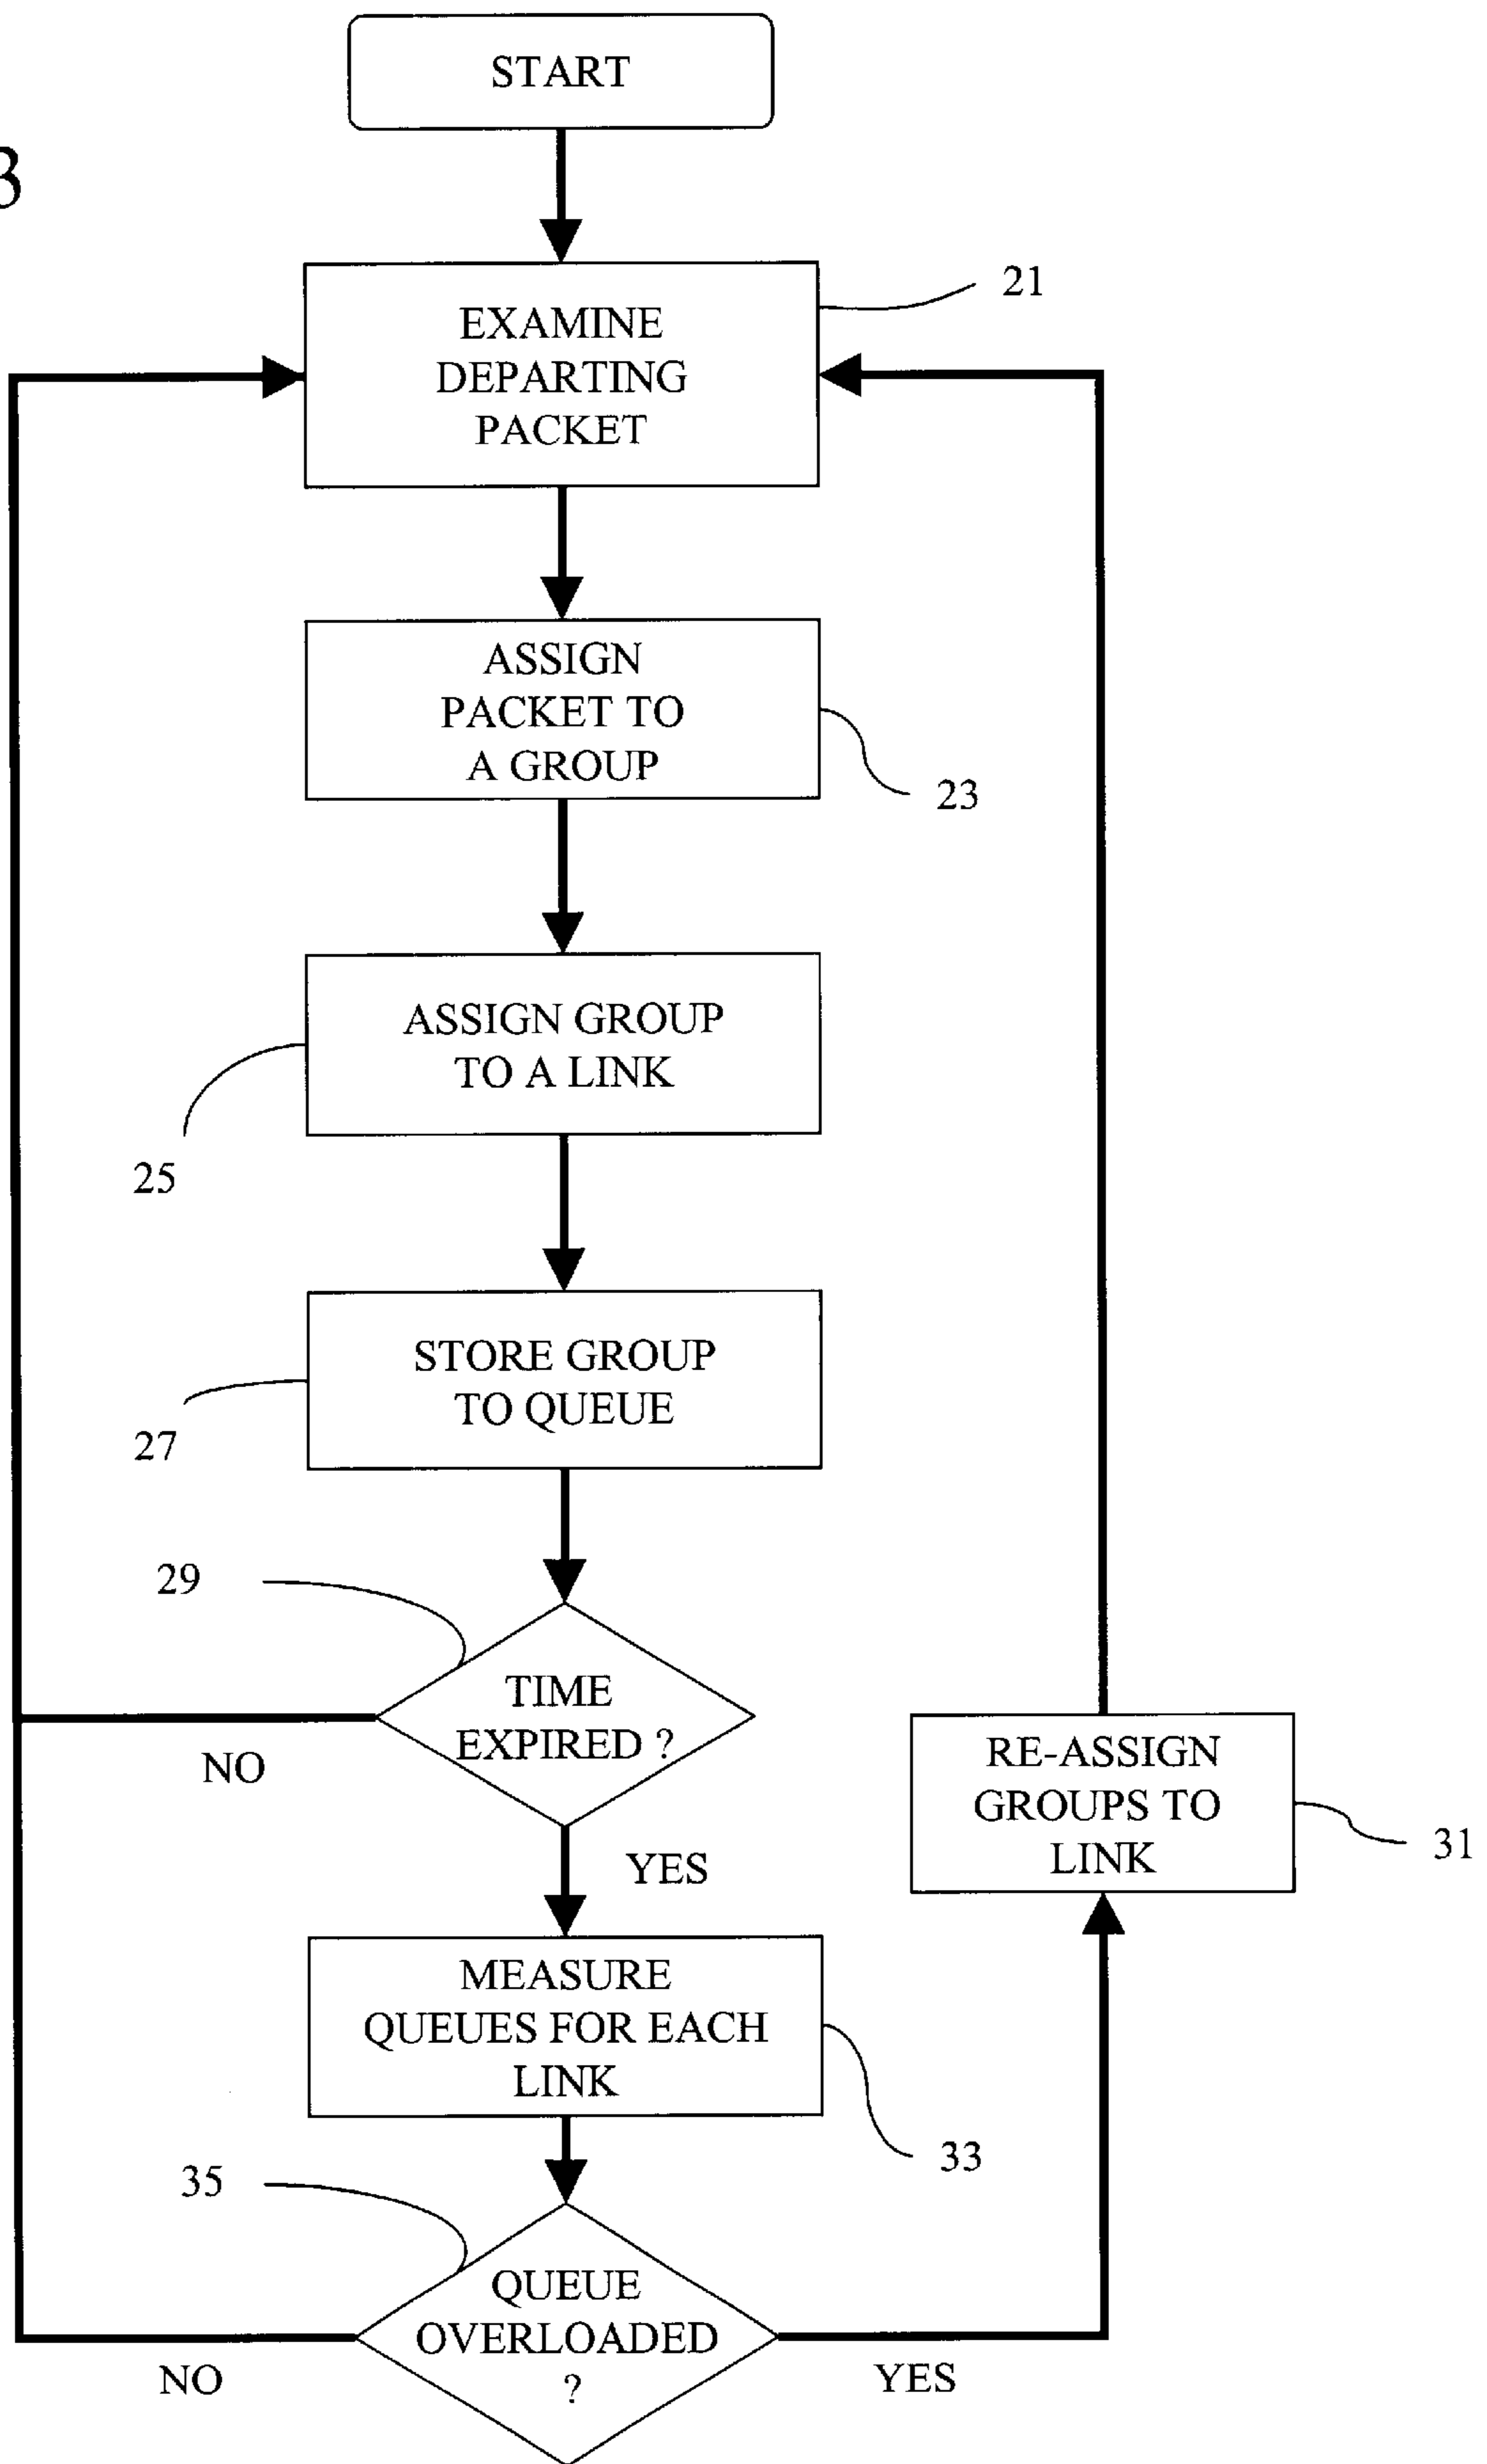 START
3
21
EXAMINE
DEPARTING
PACKET
ASSIGN
PACKET TO
A GROUP
23
ASSIGN GROUP
TO A LINK
25
STORE GROUP
TO QUEUE
27
29
TIME
EXPIRED ?
NO
YES
RE-ASSIGN
GROUPS TO
LINK
31
MEASURE
QUEUES FOR EACH
LINK
33
35
QUEUE
OVERLOADED
?
NO
YES